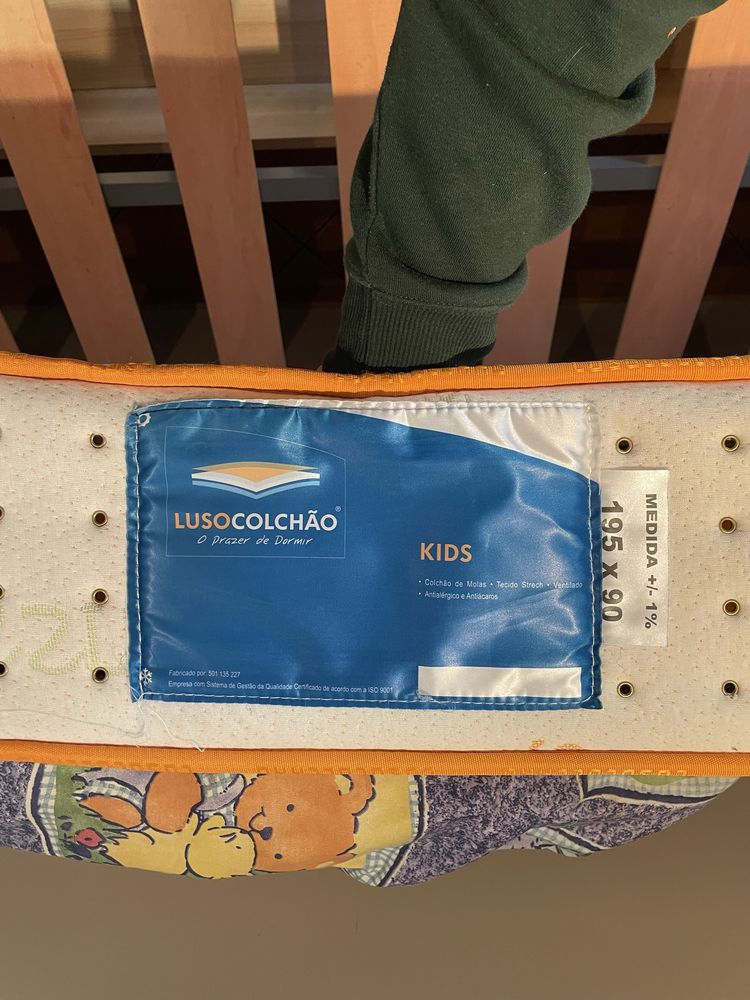 LUSOCOLCHÃO®
O Prazer de Dormir
KIDS
• Colchão de Molas • Tecido Strech • Ventilado
• Antialérgico e Antiácaros
Fabricado por: 501 135 227
Empresa com Sistema de Gestão da Qualidade Certificado de acordo com a ISO 9001
MEDIDA +/- 1%
195 x 90